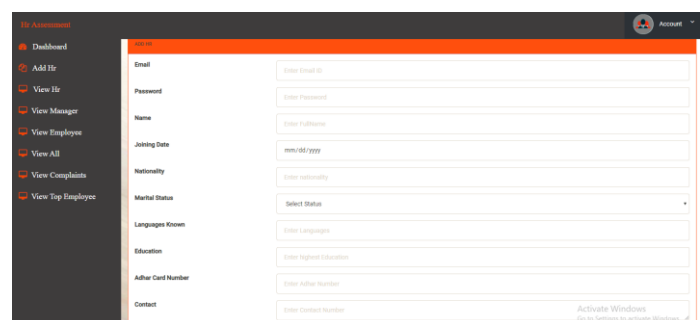 Hr Assessment
Account
Dashboard
Add Hr
View Hr
View Manager
View Employee
View All
View Complaints
View Top Employee
ADD HR
Email
Enter Email ID
Password
Enter Password
Name
Enter FullName
Joining Date
mm/dd/yyyy
Nationality
Enter nationality
Marital Status
Select Status
Languages Known
Enter Languages
Education
Enter Highest Education
Adhar Card Number
Enter Adhar Number
Contact
Enter Contact Number
Activate Windows
Go to Settings to activate Windows.